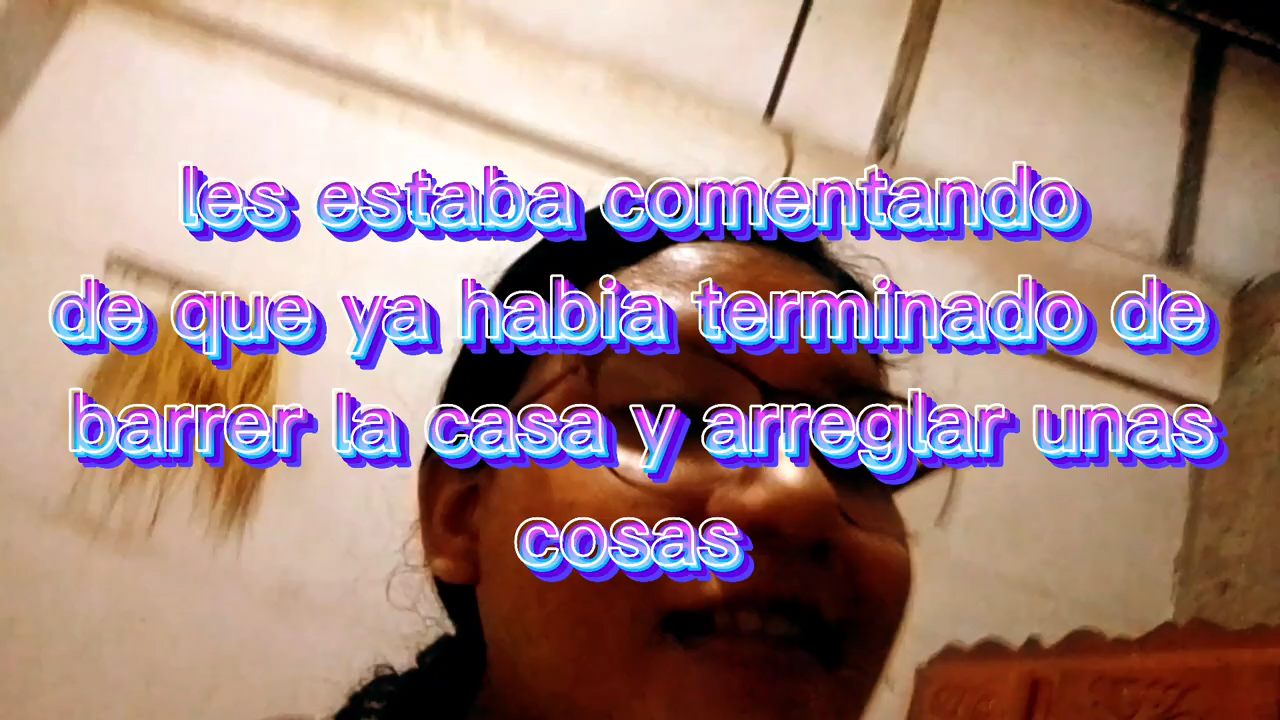 les estaba comentando
de que ya habia terminado de
barrer la casa y arreglar unas
cosas